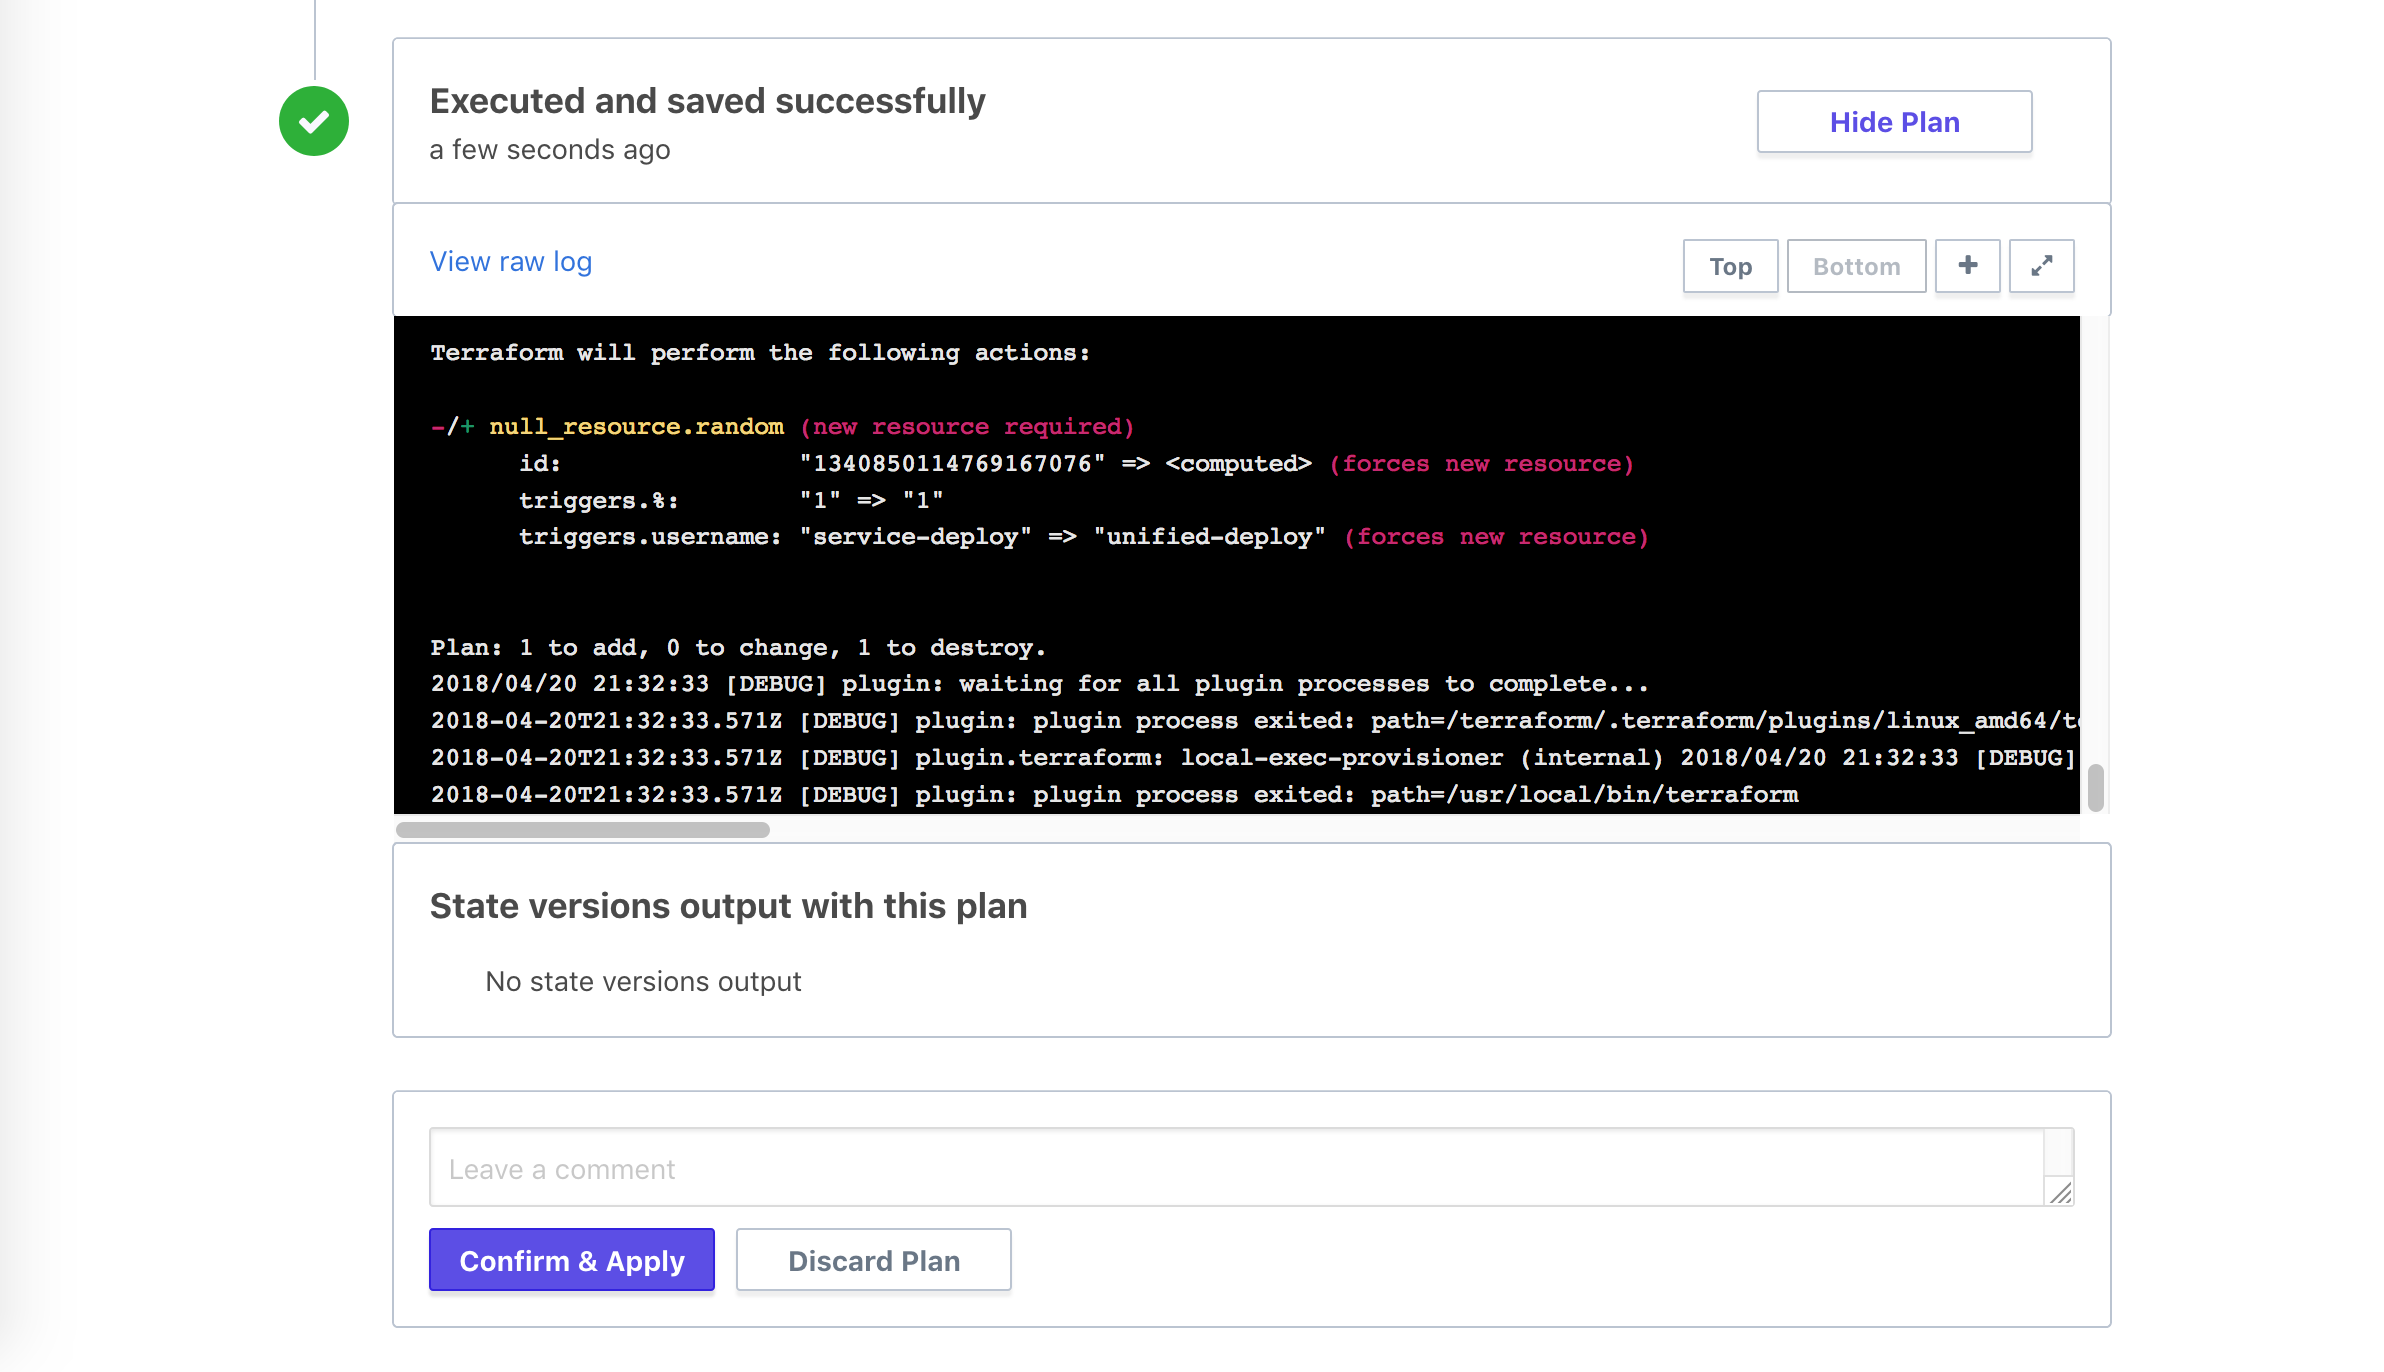 Executed and saved successfully
a few seconds ago
Hide Plan
View raw log
Top
Bottom
Terraform will perform the following actions:
-/+ null_resource.random (new resource required)
id: "1340850114769167076" => <computed> (forces new resource)
triggers.%: "1" => "1"
triggers.username: "service-deploy" => "unified-deploy" (forces new resource)
Plan: 1 to add, 0 to change, 1 to destroy.
2018/04/20 21:32:33 [DEBUG] plugin: waiting for all plugin processes to complete...
2018-04-20T21:32:33.571Z [DEBUG] plugin: plugin process exited: path=/terraform/.terraform/plugins/linux_amd64/t
2018-04-20T21:32:33.571Z [DEBUG] plugin.terraform: local-exec-provisioner (internal) 2018/04/20 21:32:33 [DEBUG]
2018-04-20T21:32:33.571Z [DEBUG] plugin: plugin process exited: path=/usr/local/bin/terraform
State versions output with this plan
No state versions output
Leave a comment
Confirm & Apply
Discard Plan